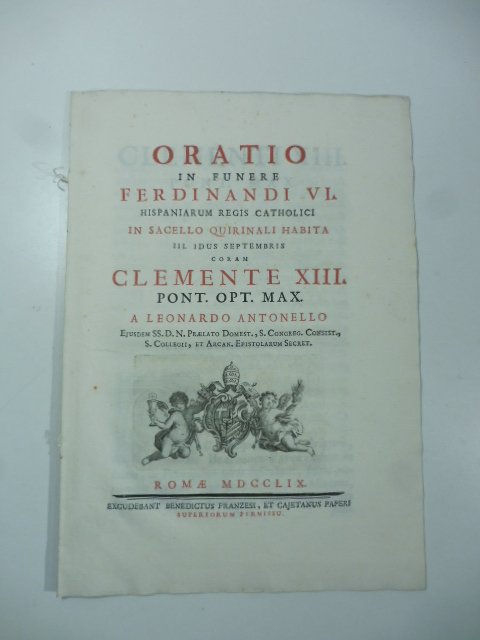 ORATIO
IN FUNERE
FERDINANDI VI.
HISPANIARUM REGIS CATHOLICI
IN SACELLO QUIRINALI HABITA
III. IDUS SEPTEMBRIS
CORAM
CLEMENTE XIII.
PONT. OPT. MAX.
A LEONARDO ANTONELLO
EJUSDEM SS. D. N. PRÆLATO DOMEST., S. CONGREG. CONSIST.,
S. COLLEGII, ET ARCAN. EPISTOLARUM SECRET.
ROMÆ MDCCLIX.
EXCUDEBANT BENEDICTUS FRANZESI, ET CAJETANUS PAPERI
SUPERIORUM PERMISSU.